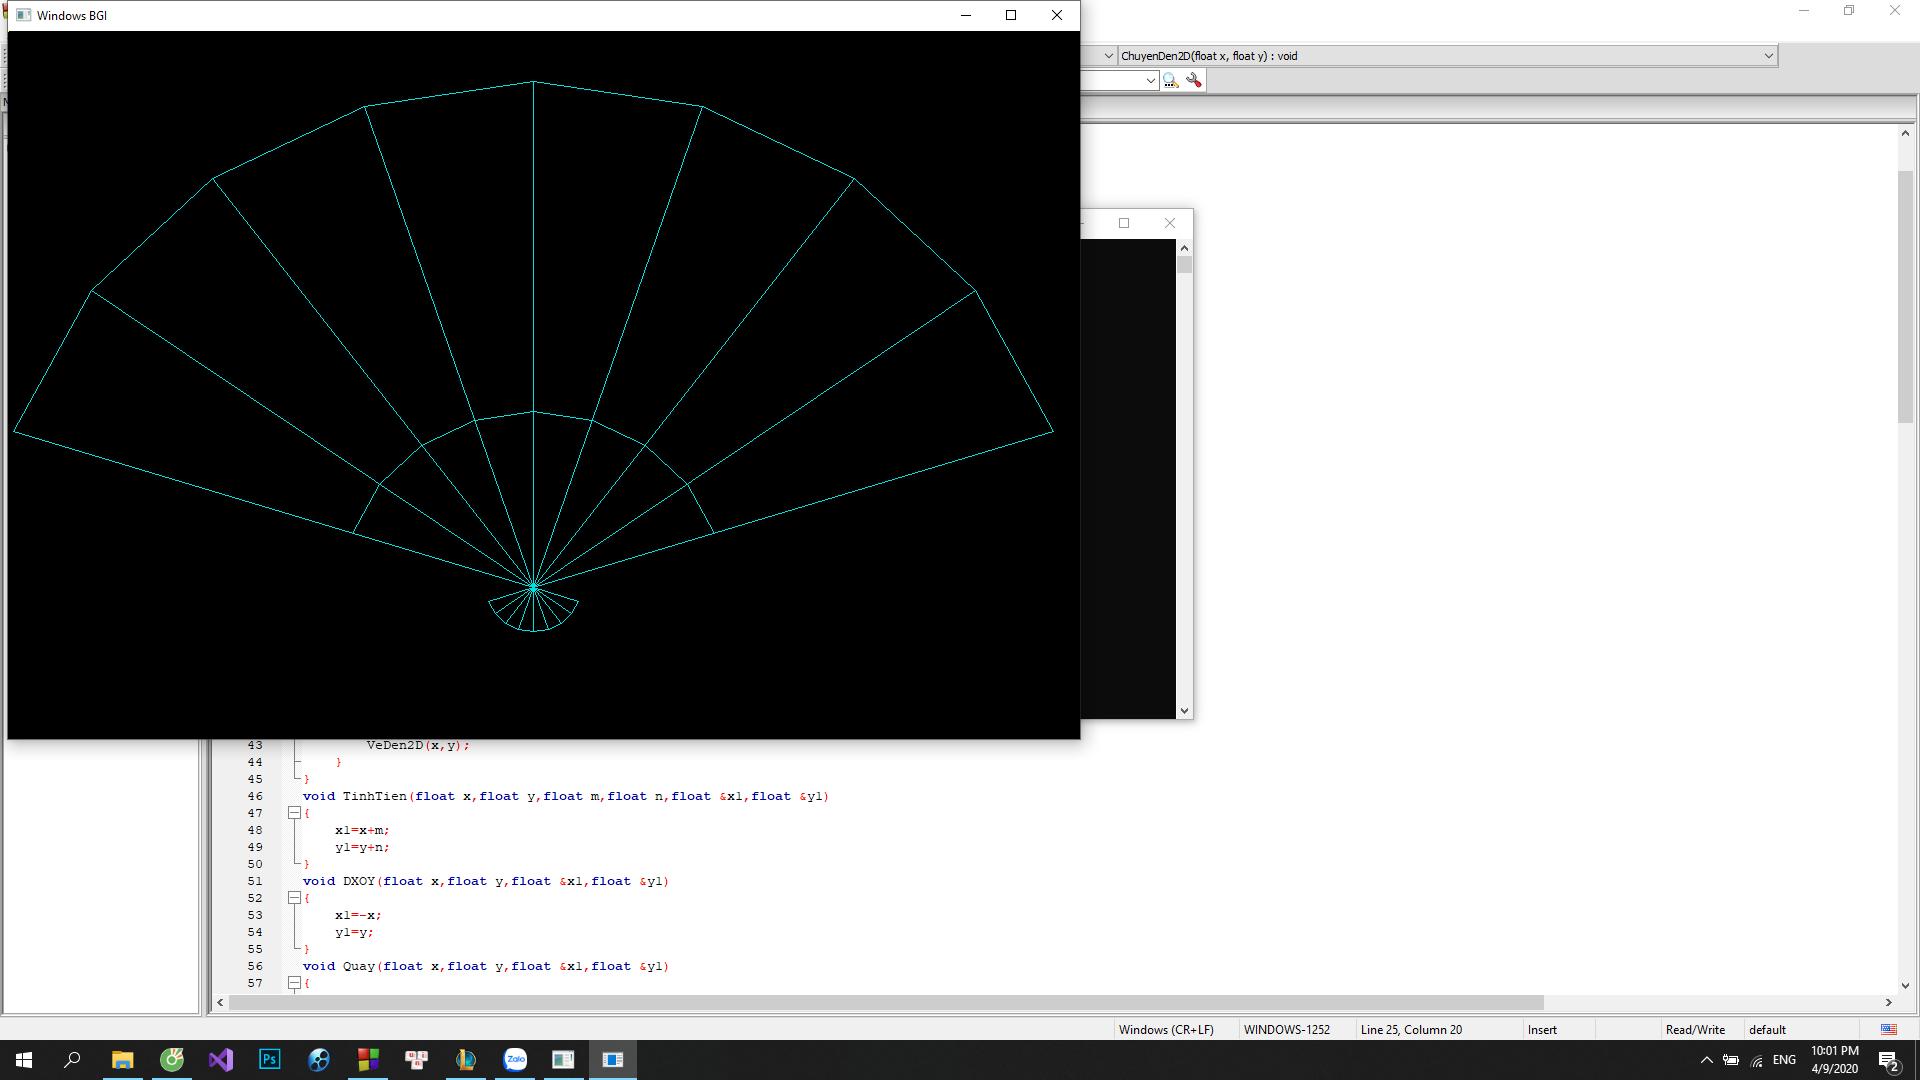 Windows BGI
ChuyenDen2D(float x, float y) : void
43 VeDen2D(x,y);
44 }
45 }
46 void TinhTien(float x,float y,float m,float n,float &x1,float &y1)
47 {
48 x1=x+m;
49 y1=y+n;
50 }
51 void DXOY(float x,float y,float &x1,float &y1)
52 {
53 x1=-x;
54 y1=y;
55 }
56 void Quay(float x,float y,float &x1,float &y1)
57 {
Windows (CR+LF) WINDOWS-1252 Line 25, Column 20 Insert Read/Write default
Ps
Zalo
ENG
10:01 PM
4/9/2020
2